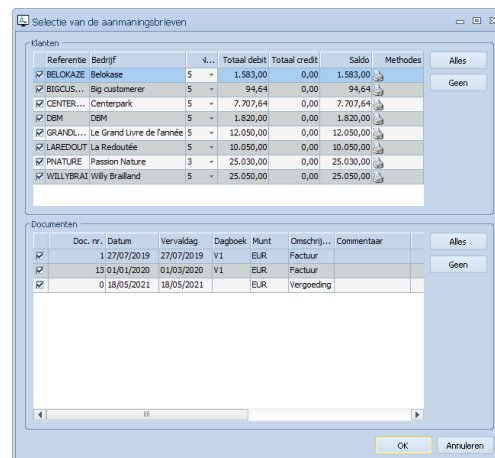 Selectie van de aanmaningsbrieven
Klanten
Referentie Bedrijf N... Totaal debit Totaal credit Saldo Methodes
BELOKAZE Belokase 5 1.583,00 0,00 1.583,00
BIGCUS... Big customerer 5 94,64 0,00 94,64
CENTER... Centerpark 5 7.707,64 0,00 7.707,64
DBM DBM 5 1.820,00 0,00 1.820,00
GRANDL... Le Grand Livre de l'année 5 12.050,00 0,00 12.050,00
LAREDOUT La Redoutée 5 10.050,00 0,00 10.050,00
PNATURE Passion Nature 3 25.030,00 0,00 25.030,00
WILLYBRAI Willy Brailland 5 25.050,00 0,00 25.050,00
Alles
Geen
Documenten
Doc. nr. Datum Vervaldag Dagboek Munt Omschrij... Commentaar
1 27/07/2019 27/07/2019 V1 EUR Factuur
13 01/01/2020 01/03/2020 V1 EUR Factuur
0 18/05/2021 18/05/2021 EUR Vergoeding
Alles
Geen
OK Annuleren